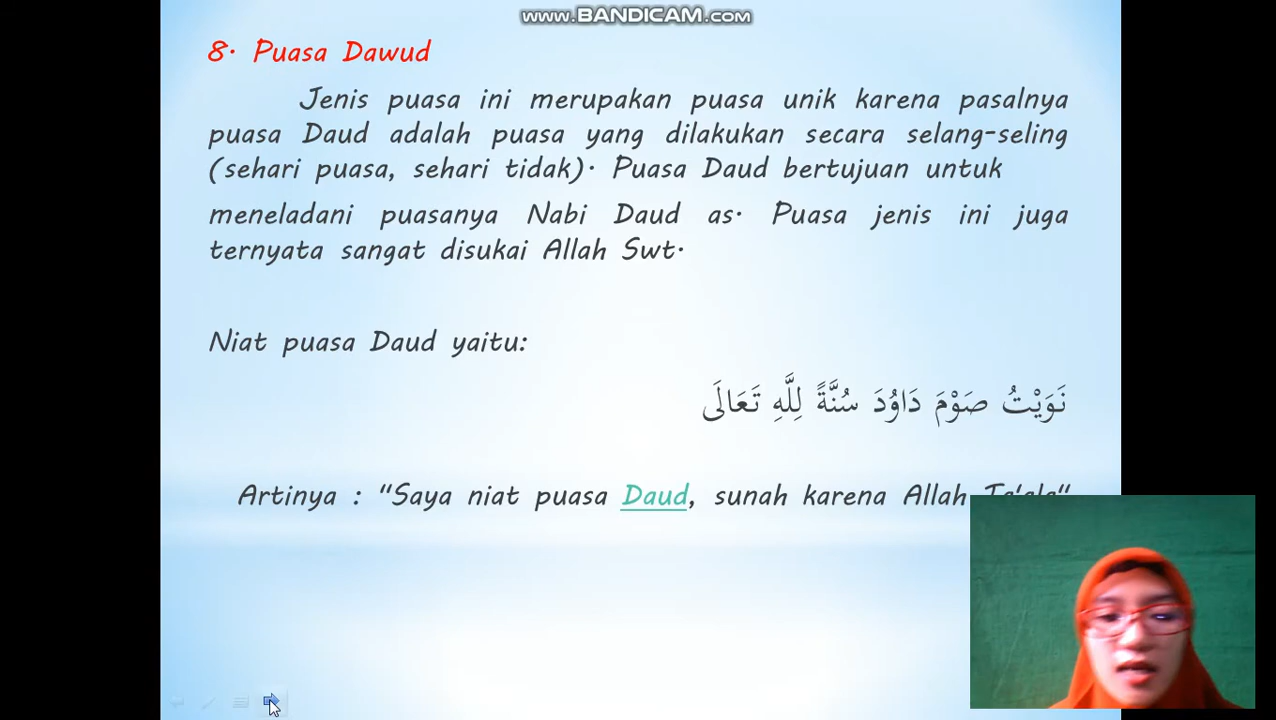 www.BANDICAM.com
8. Puasa Dawud
Jenis puasa ini merupakan puasa unik karena pasalnya
puasa Daud adalah puasa yang dilakukan secara selang-seling
(sehari puasa, sehari tidak). Puasa Daud bertujuan untuk
meneladani puasanya Nabi Daud as. Puasa jenis ini juga
ternyata sangat disukai Allah Swt.
Niat puasa Daud yaitu:
نَوَيْتُ صَوْمَ دَاوُدَ سُنَّةً لِلَّهِ تَعَالَى
Artinya : "Saya niat puasa Daud, sunah karena Allah Ta'ala"